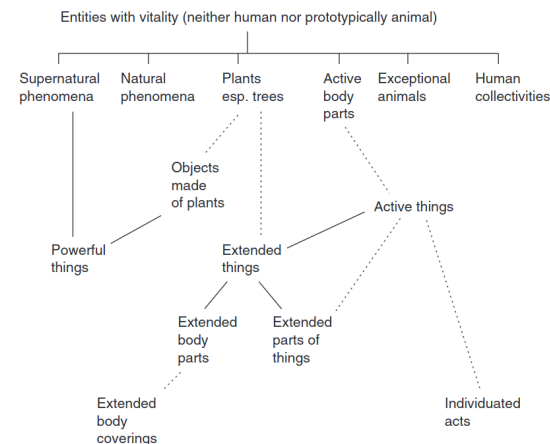 Entities with vitality (neither human nor prototypically animal)
Supernatural
phenomena
Natural
phenomena
Plants
esp. trees
Active
body
parts
Exceptional
animals
Human
collectivities
Objects
made
of plants
Active things
Powerful
things
Extended
things
Extended
body
parts
Extended
parts of
things
Extended
body
coverings
Individuated
acts